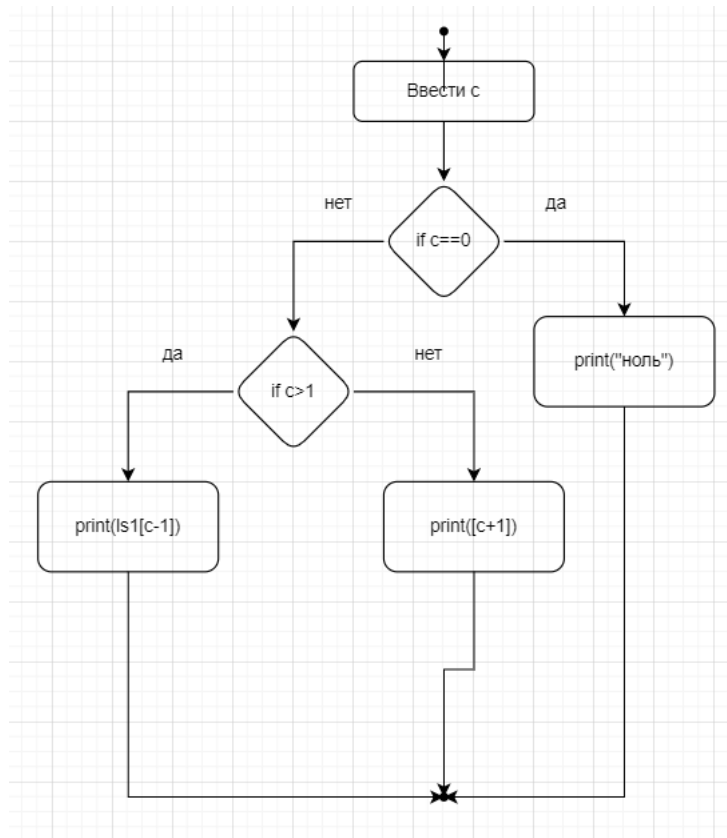 Ввести с
нет
да
if c==0
print("ноль")
да
нет
if c>1
print(ls1[c-1])
print([c+1])